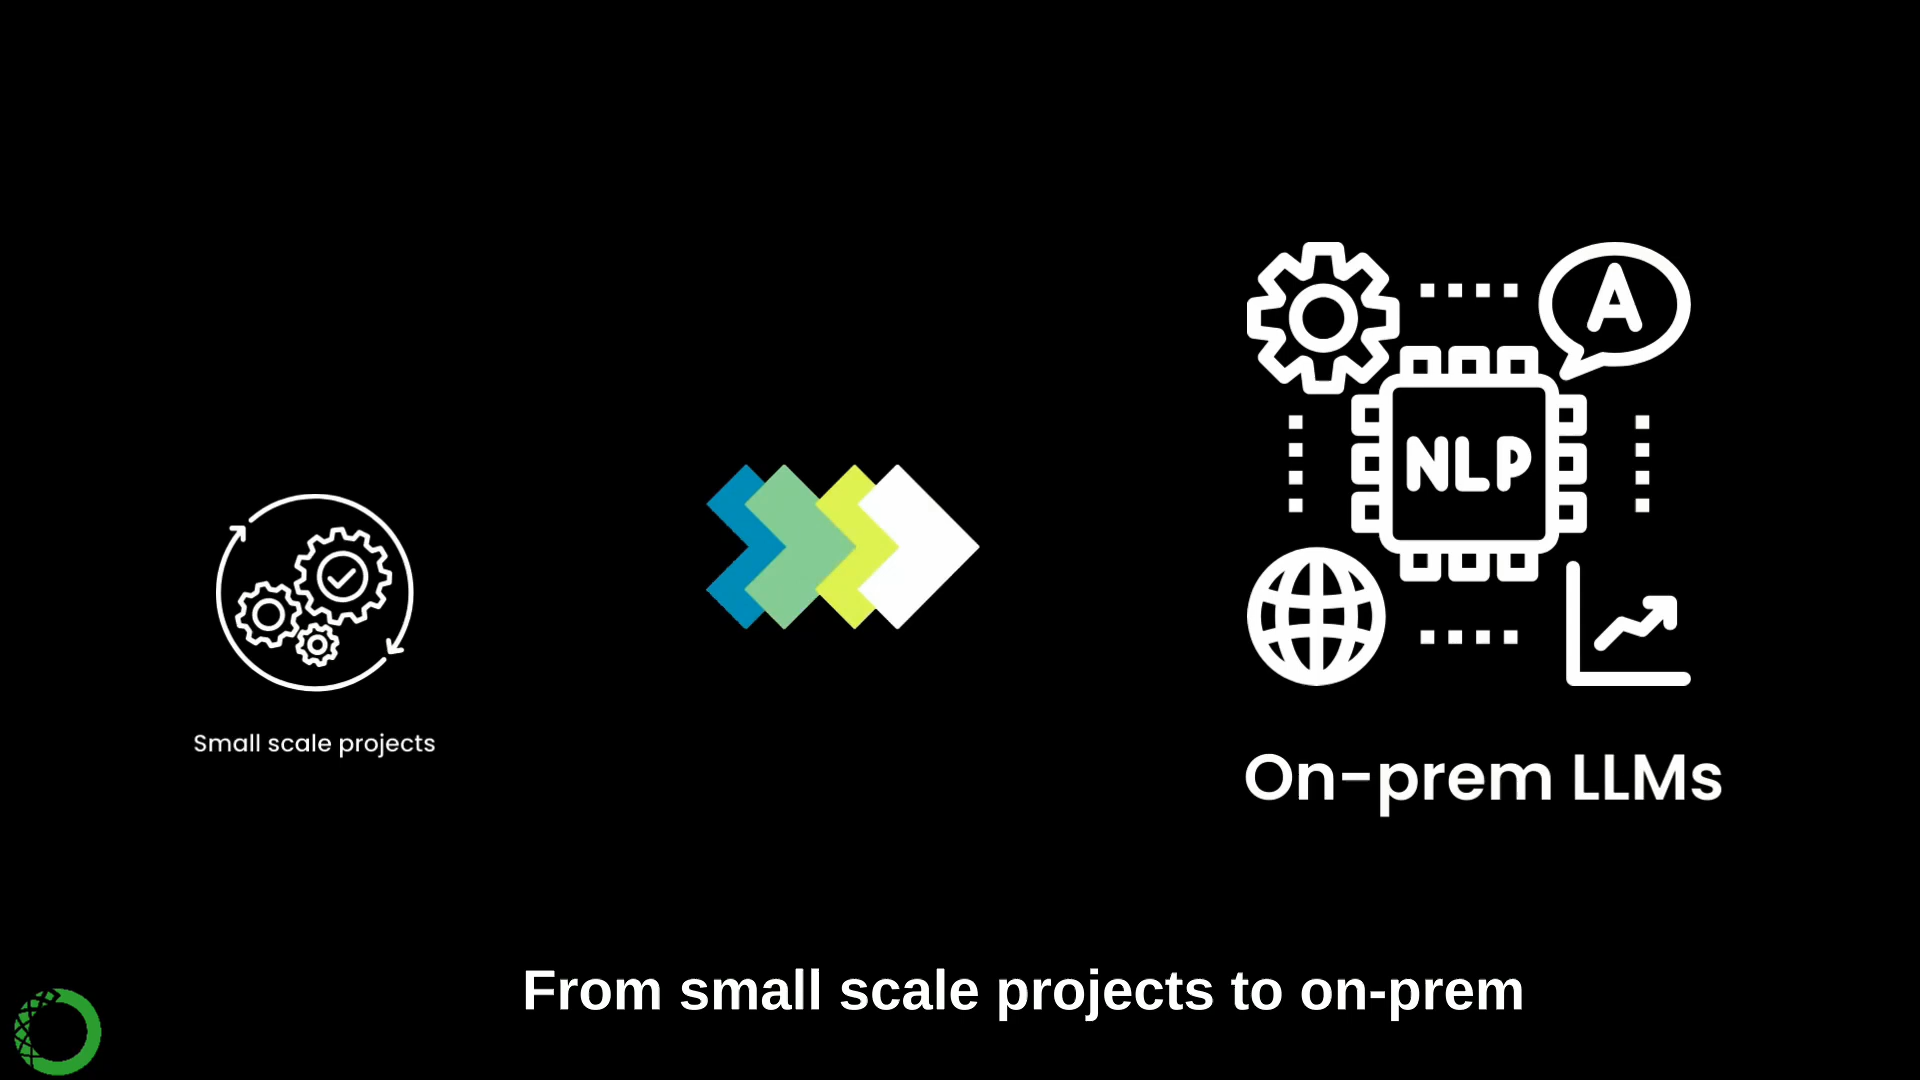 A
NLP
Small scale projects
On-prem LLMs
From small scale projects to on-prem